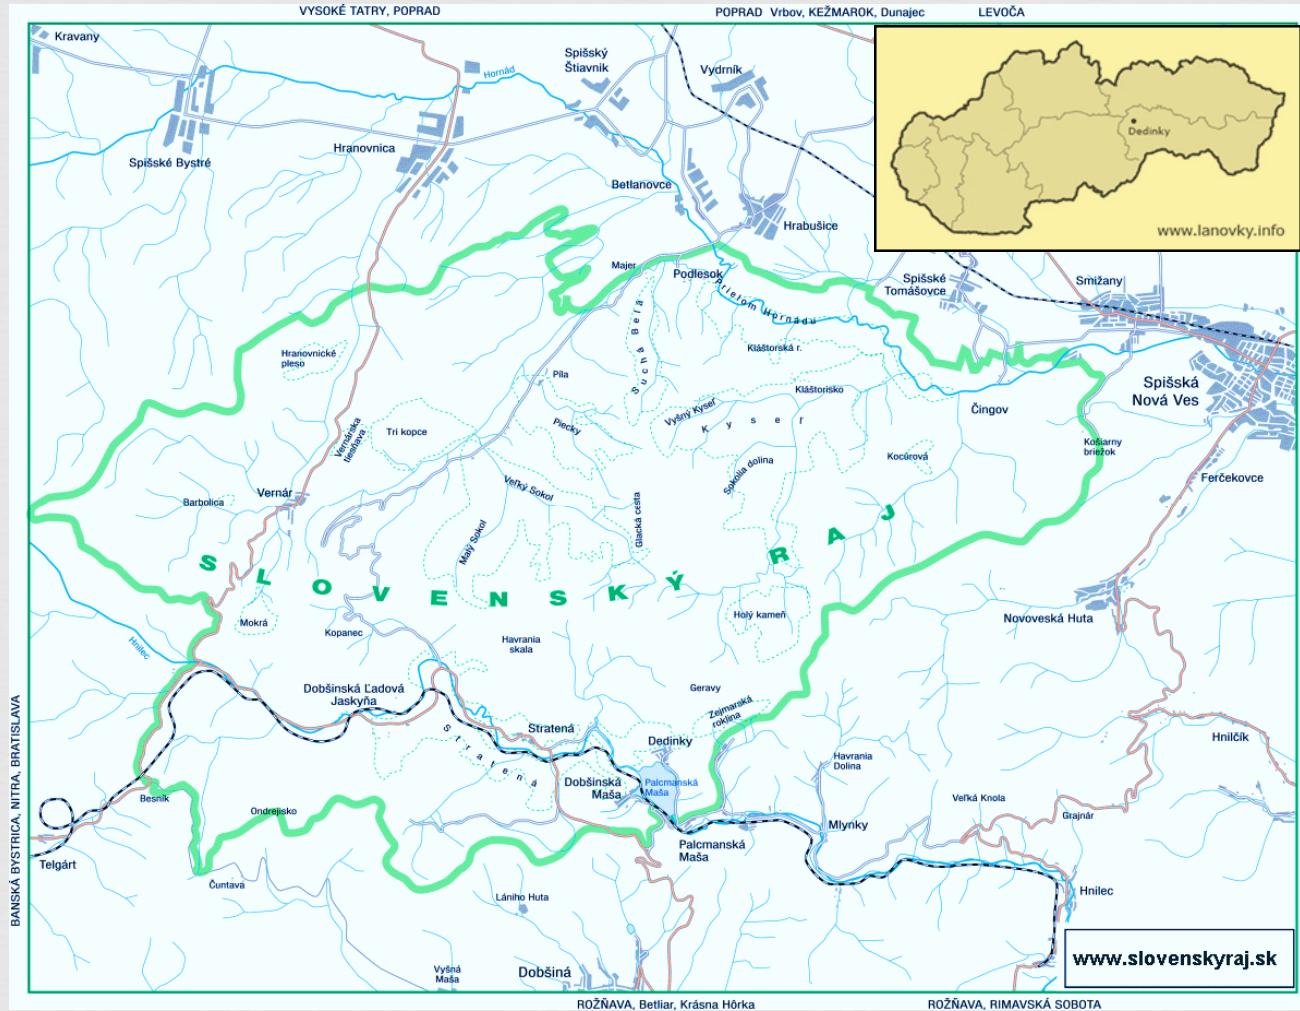 VYSOKÉ TATRY, POPRAD
POPRAD Vrbov, KEŽMAROK, Dunajec
LEVOČA
Kravany
Hornád
Spišský
Štiavnik
Vydrník
Spišské Bystré
Hranovnica
Betlanovce
Hrabušice
Dedinky
www.lanovky.info
Majer
Podlesok
Prielom Hornádu
Spišské
Tomášovce
Smižany
Suchá Belá
Kláštorská r.
Hranovnické
pleso
Píla
Kláštorisko
Spišská
Nová Ves
Čingov
Vyšný Kyseľ
Kyseľ
Piecky
Tri kopce
Vernárska
tiesňava
Košiarny
briežok
Kocúrová
Sokolia dolina
Ferčekovce
Veľký Sokol
Barbolica
Vernár
Glacká cesta
Malý Sokol
SLOVENSKÝ RAJ
Mokrá
Kopanec
Havrania
skala
Holý kameň
Novoveská Huta
Hnilec
Dobšinská Ľadová
Jaskyňa
Geravy
Zejmarská
roklina
Stratená
Stratená
Dedinky
Hnilčík
Havrania
Dolina
Dobšinská
Maša
Palcmanská
Maša
Besník
Ondrejisko
Veľká Knola
Grajnár
Mlynky
Palcmanská
Maša
Telgárt
Čuntava
Lániho Huta
Hnilec
Vyšná
Maša
Dobšiná
www.slovenskyraj.sk
BANSKÁ BYSTRICA, NITRA, BRATISLAVA
ROŽŇAVA, Betliar, Krásna Hôrka
ROŽŇAVA, RIMAVSKÁ SOBOTA